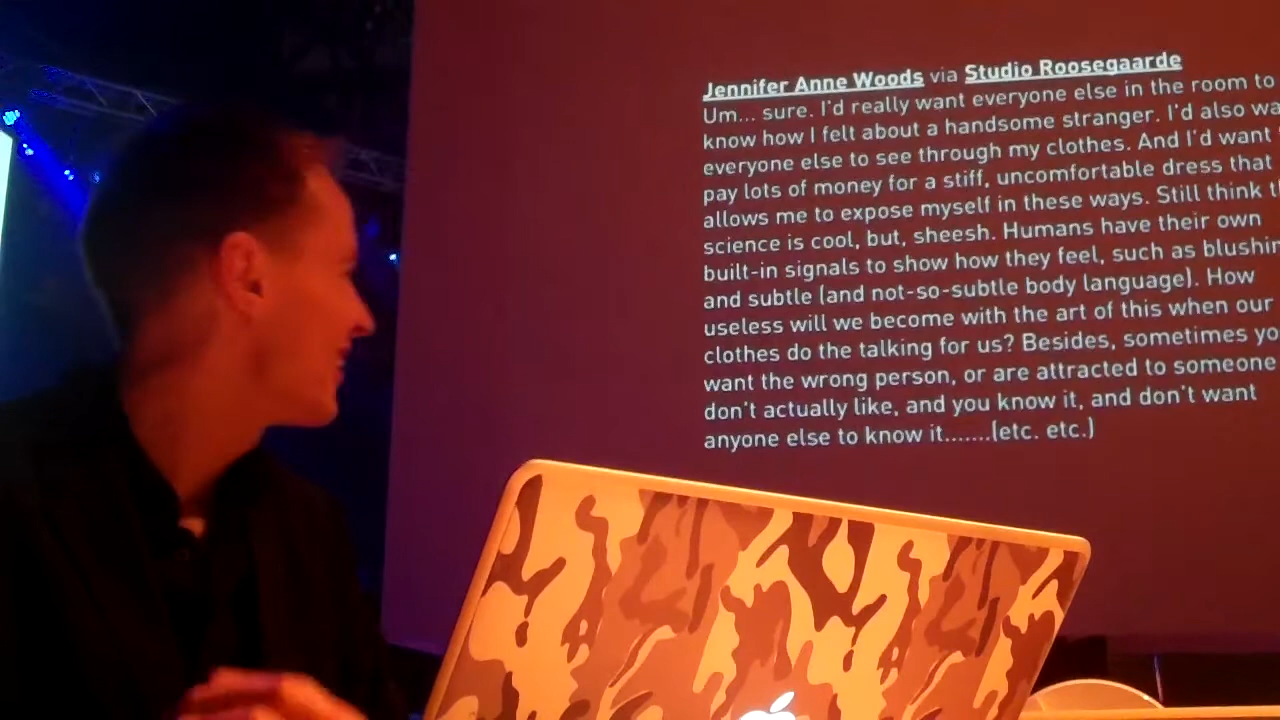 Jennifer Anne Woods via Studio Roosegaarde
Um... sure. I'd really want everyone else in the room to
know how I felt about a handsome stranger. I'd also wa
everyone else to see through my clothes. And I'd want
pay lots of money for a stiff, uncomfortable dress that
allows me to expose myself in these ways. Still think t
science is cool, but, sheesh. Humans have their own
built-in signals to show how they feel, such as blushin
and subtle (and not-so-subtle body language). How
useless will we become with the art of this when our
clothes do the talking for us? Besides, sometimes yo
want the wrong person, or are attracted to someone
don't actually like, and you know it, and don't want
anyone else to know it.......(etc. etc.)